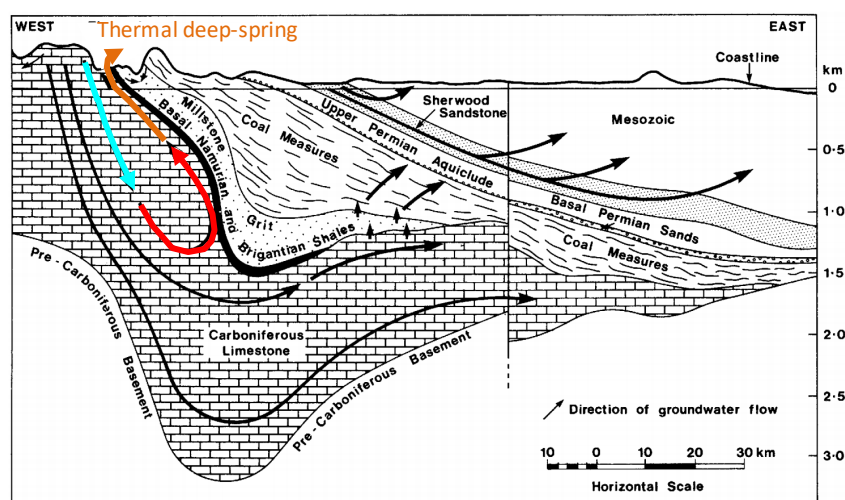 WEST
Thermal deep-spring
EAST
Coastline
km
0
0·5
1·0
1·5
2·0
2·5
3·0
Sherwood
Sandstone
Mesozoic
Upper Permian Aquiclude
Millstone
Grit
Basal Namurian
and Brigantian Shales
Coal Measures
Basal Permian Sands
Coal Measures
Pre-Carboniferous
Basement
Carboniferous
Limestone
Pre-Carboniferous Basement
Direction of groundwater flow
10 0 10 20 30 km
Horizontal Scale